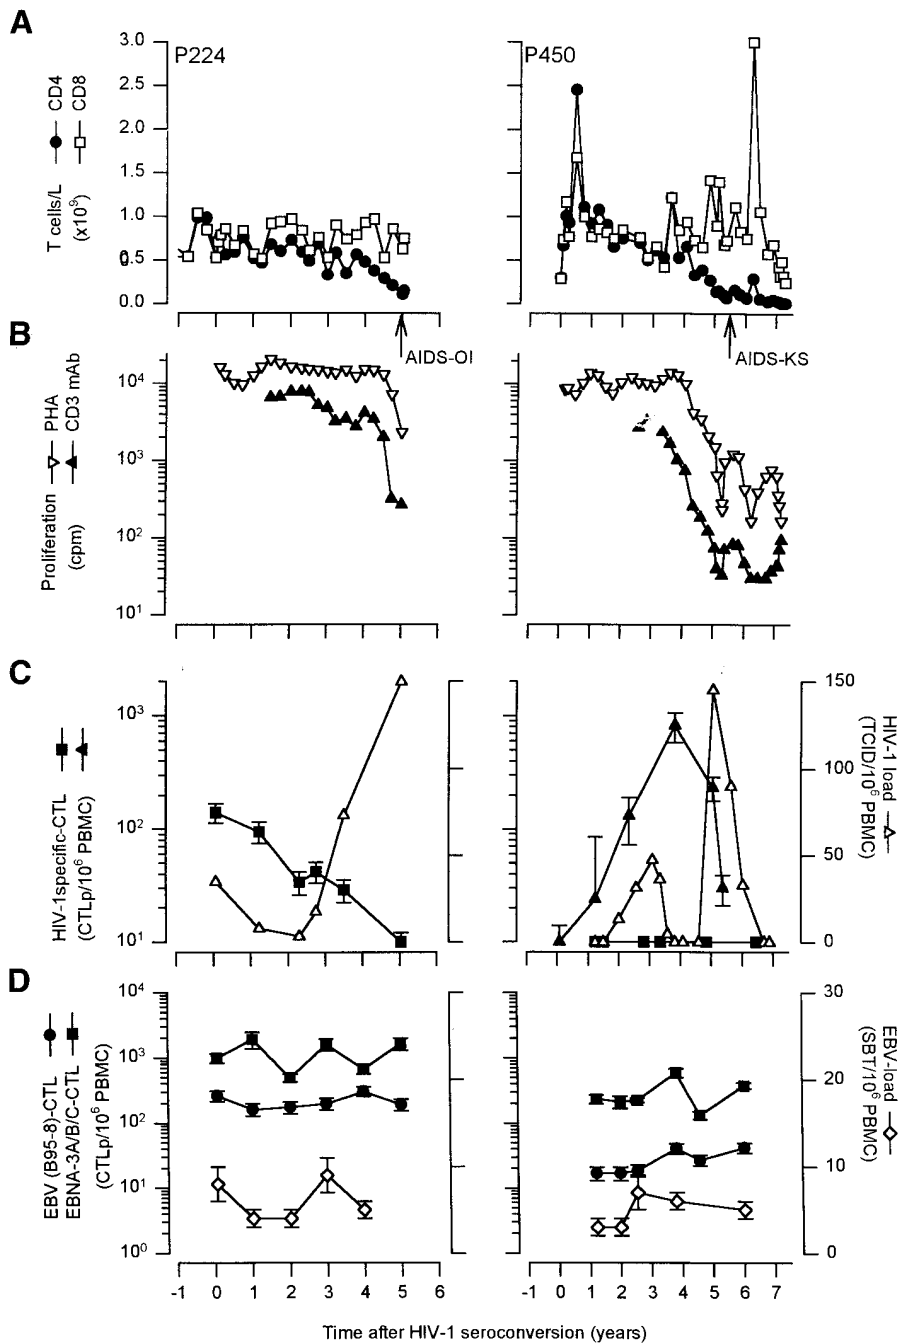 A
P224
P450
3.0
2.5
2.0
1.5
1.0
0.5
0.0
CD4
CD8
T cells/L
(x10⁹)
B
AIDS-OI
AIDS-KS
10⁴
10³
10²
10¹
PHA
CD3 mAb
Proliferation
(cpm)
C
10³
10²
10¹
150
100
50
0
HIV-1specific-CTL
(CTLp/10⁶ PBMC)
HIV-1 load
(TCID/10⁶ PBMC)
D
10⁴
10³
10²
10¹
10⁰
30
20
10
0
EBV (B95-8)-CTL
EBNA-3A/B/C-CTL
(CTLp/10⁶ PBMC)
EBV-load
(SBT/10⁶ PBMC)
-1 0 1 2 3 4 5 6
-1 0 1 2 3 4 5 6 7
Time after HIV-1 seroconversion (years)